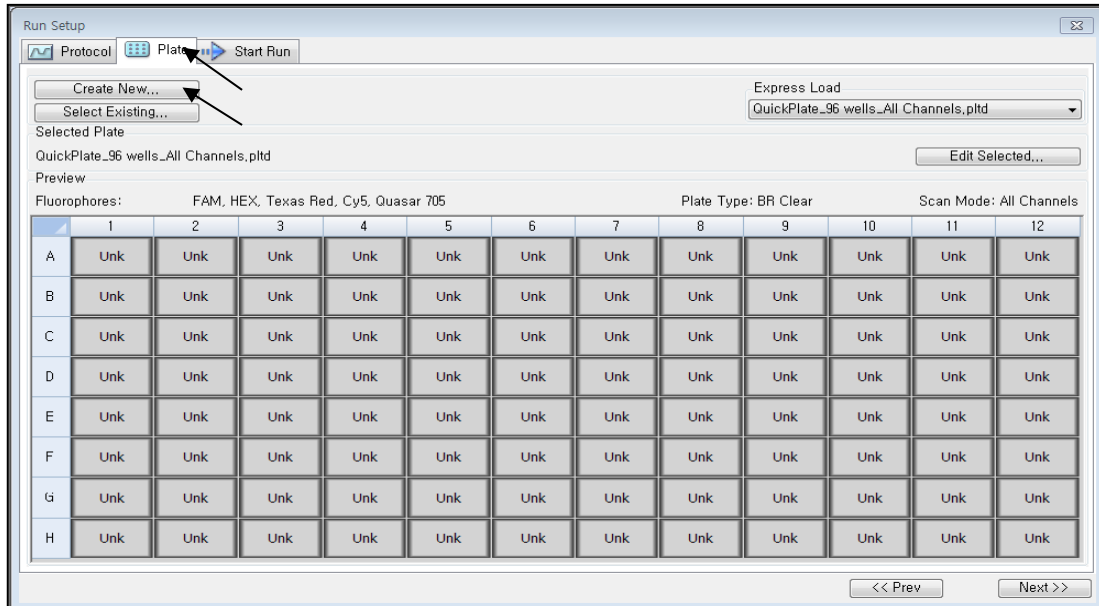 Run Setup
Protocol Plate Start Run
Create New...
Express Load
Select Existing...
QuickPlate_96 wells_All Channels.pltd
Selected Plate
QuickPlate_96 wells_All Channels.pltd
Edit Selected...
Preview
Fluorophores: FAM, HEX, Texas Red, Cy5, Quasar 705 Plate Type: BR Clear Scan Mode: All Channels
1 2 3 4 5 6 7 8 9 10 11 12
A Unk Unk Unk Unk Unk Unk Unk Unk Unk Unk Unk Unk
B Unk Unk Unk Unk Unk Unk Unk Unk Unk Unk Unk Unk
C Unk Unk Unk Unk Unk Unk Unk Unk Unk Unk Unk Unk
D Unk Unk Unk Unk Unk Unk Unk Unk Unk Unk Unk Unk
E Unk Unk Unk Unk Unk Unk Unk Unk Unk Unk Unk Unk
F Unk Unk Unk Unk Unk Unk Unk Unk Unk Unk Unk Unk
G Unk Unk Unk Unk Unk Unk Unk Unk Unk Unk Unk Unk
H Unk Unk Unk Unk Unk Unk Unk Unk Unk Unk Unk Unk
<< Prev Next >>